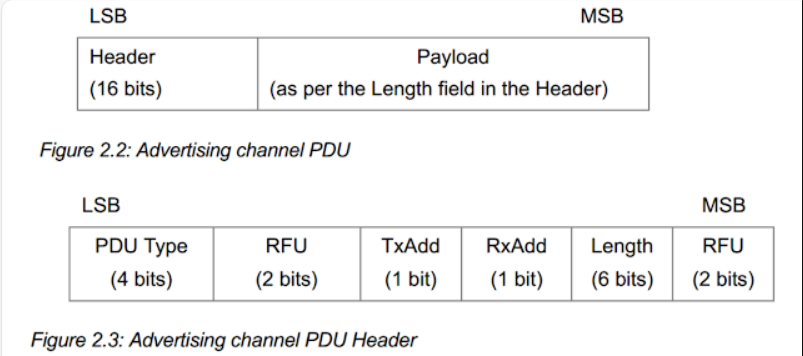 LSB MSB
Header Payload
(16 bits) (as per the Length field in the Header)
Figure 2.2: Advertising channel PDU
LSB MSB
PDU Type RFU TxAdd RxAdd Length RFU
(4 bits) (2 bits) (1 bit) (1 bit) (6 bits) (2 bits)
Figure 2.3: Advertising channel PDU Header